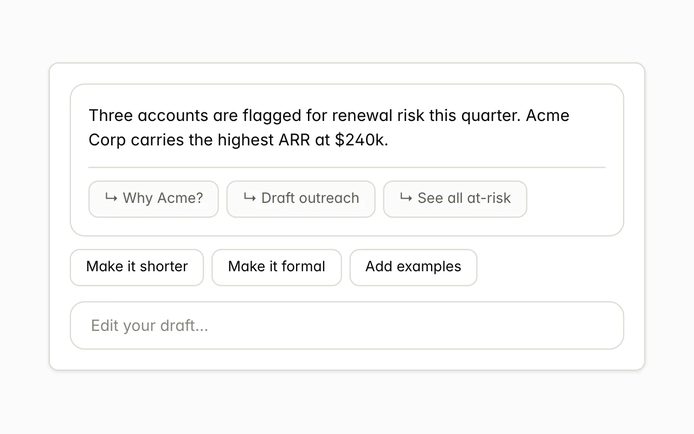 Three accounts are flagged for renewal risk this quarter. Acme
Corp carries the highest ARR at $240k.
↳ Why Acme? ↳ Draft outreach ↳ See all at-risk
Make it shorter Make it formal Add examples
Edit your draft...